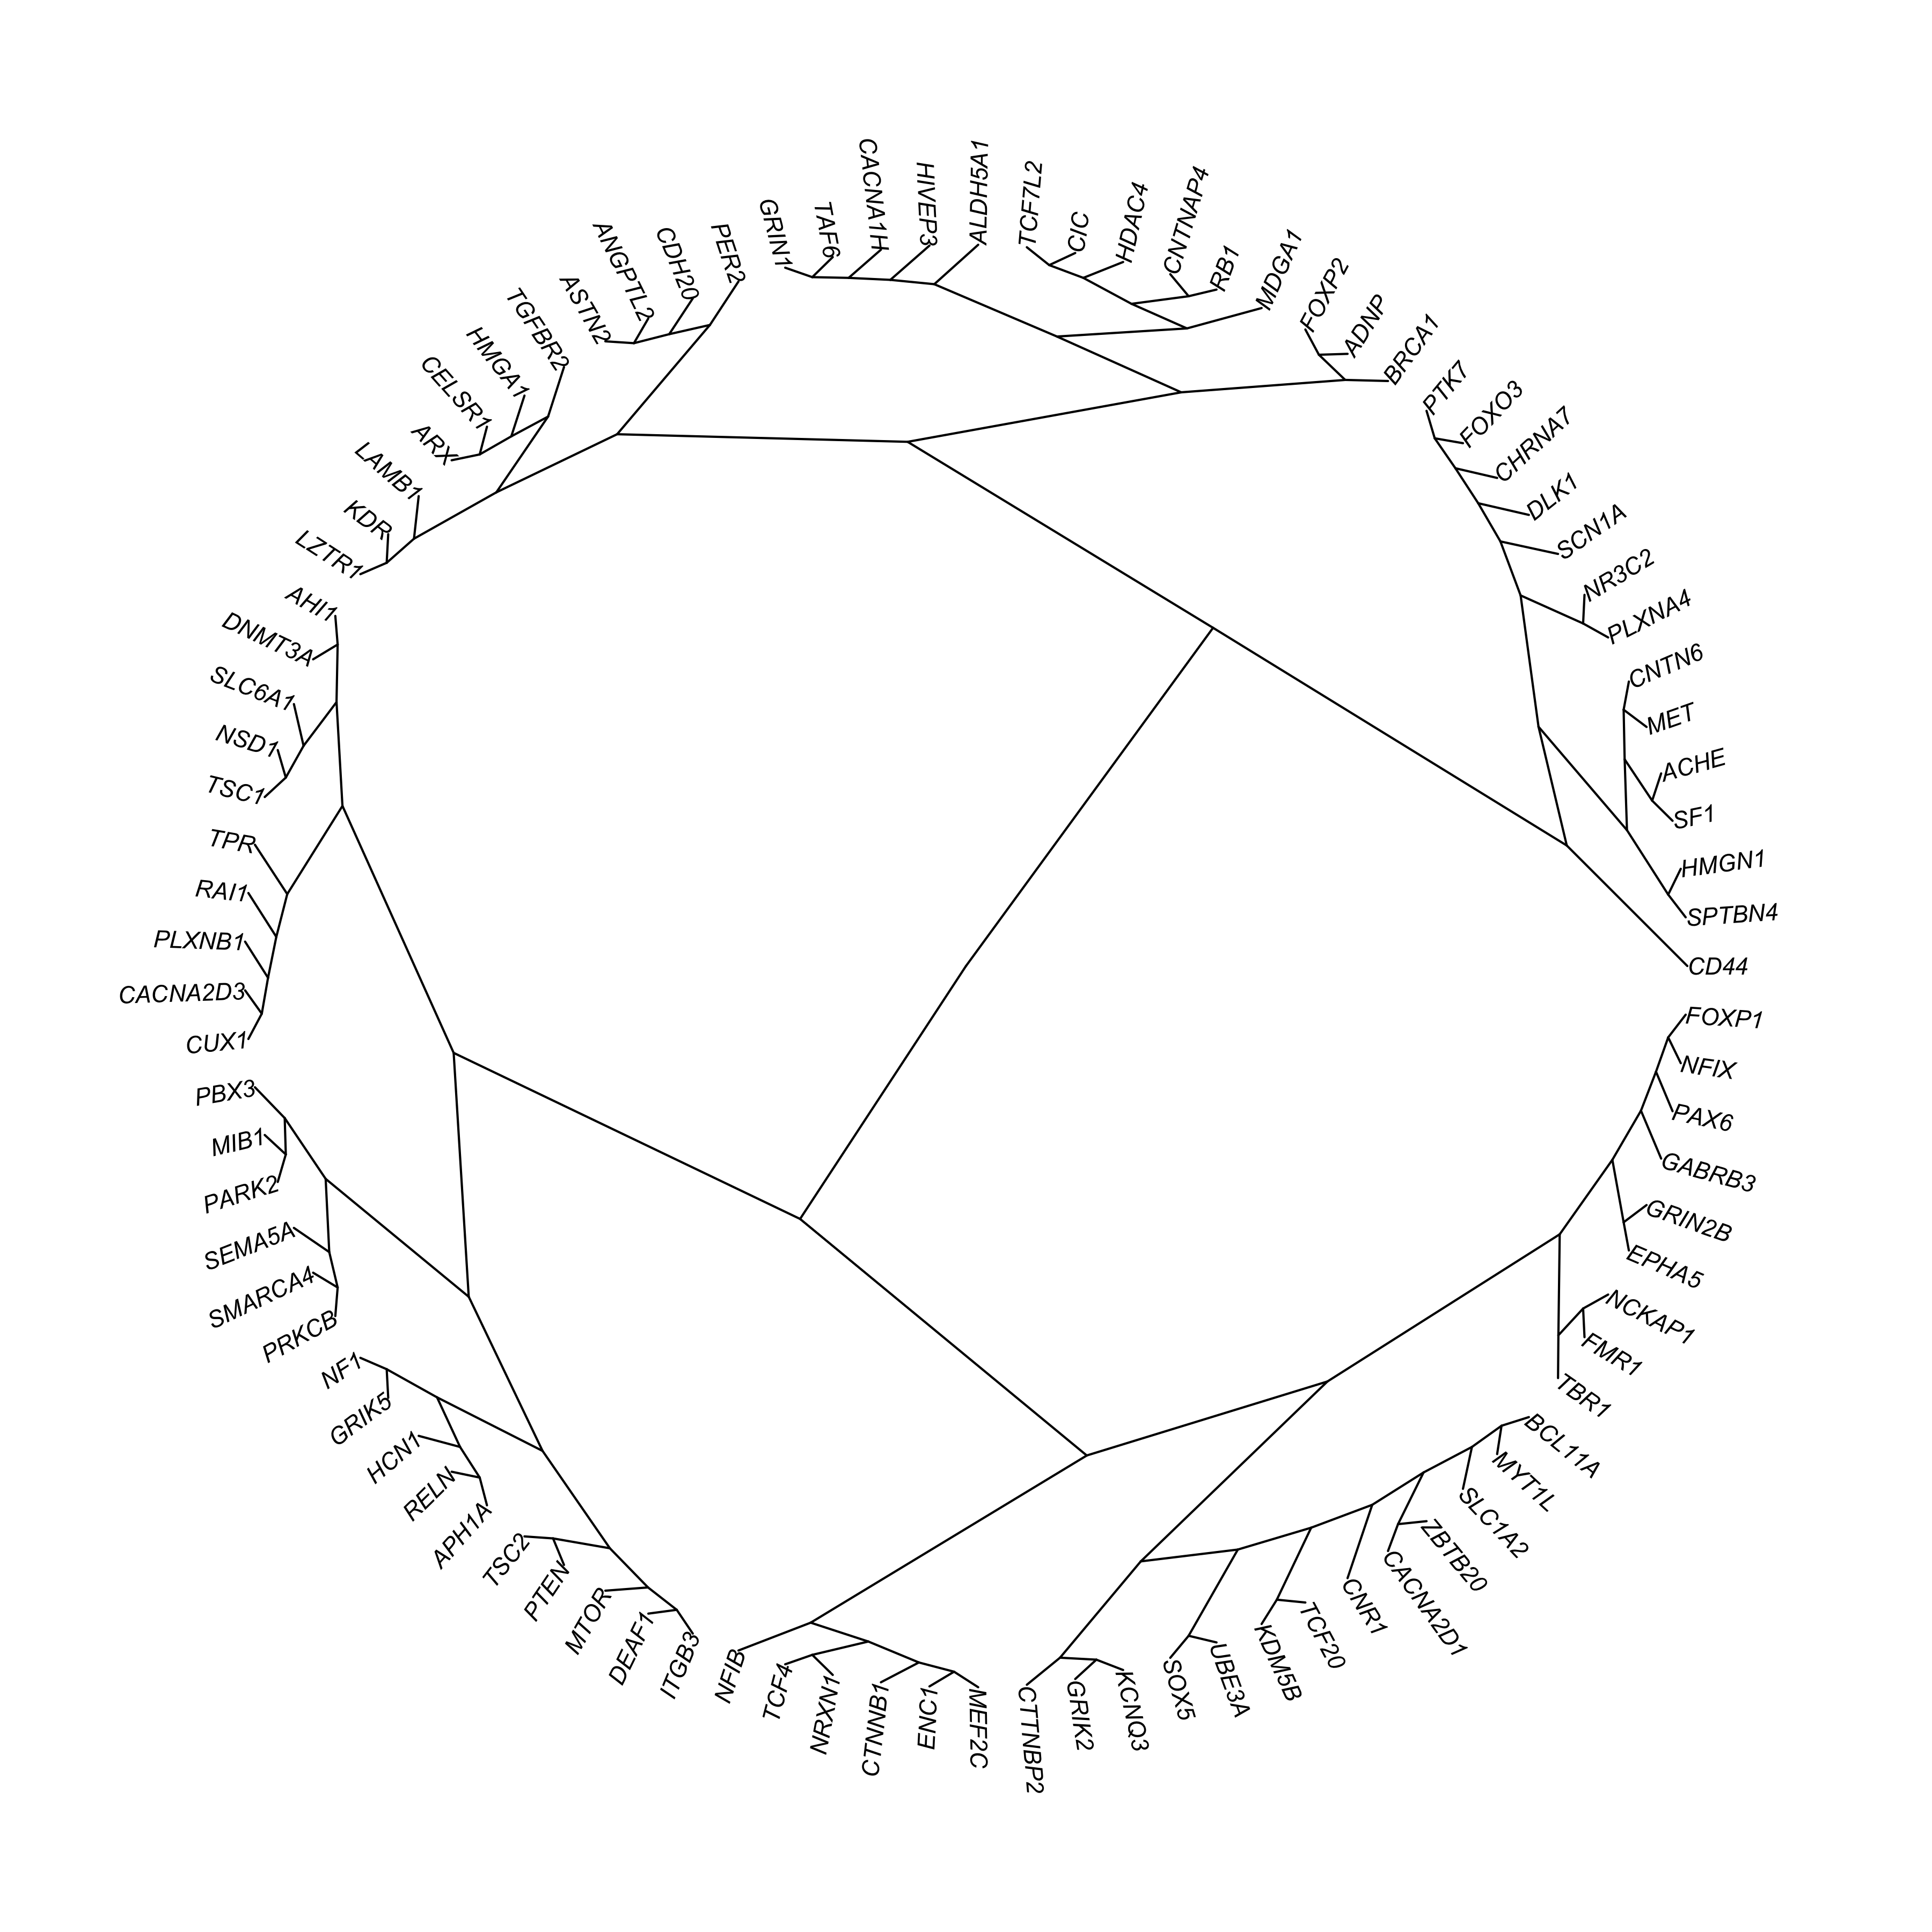 GRIN1
TAF6
CACNA1H
HIVEP3
ALDH5A1
TCF7L2
CIC
HDAC4
CNTNAP4
RB1
MDGA1
FOXP2
ADNP
BRCA1
PTK7
FOXO3
CHRNA7
DLK1
SCN1A
NR3C2
PLXNA4
CNTN6
MET
ACHE
SF1
HMGN1
SPTBN4
CD44
FOXP1
NFIX
PAX6
GABRB3
GRIN2B
EPHA5
NCKAP1
FMR1
TBR1
BCL11A
MYT1L
SLC1A2
ZBTB20
CACNA2D1
CNR1
TCF20
KDM5B
UBE3A
SOX5
KCNQ3
GRIK2
CTTNBP2
MEF2C
ENC1
CTNNB1
NRXN1
TCF4
NFIB
ITGB3
DEAF1
MTOR
PTEN
TSC2
APH1A
RELN
HCN1
GRIK5
NF1
PRKCB
SMARCA4
SEMA5A
PARK2
MIB1
PBX3
CUX1
CACNA2D3
PLXNB1
RAI1
TPR
TSC1
NSD1
SLC6A1
DNMT3A
AHI1
LZTR1
KDR
LAMB1
ARX
CELSR1
HMGA1
TGFBR2
ASTN2
ANGPTL2
CDH20
PER2